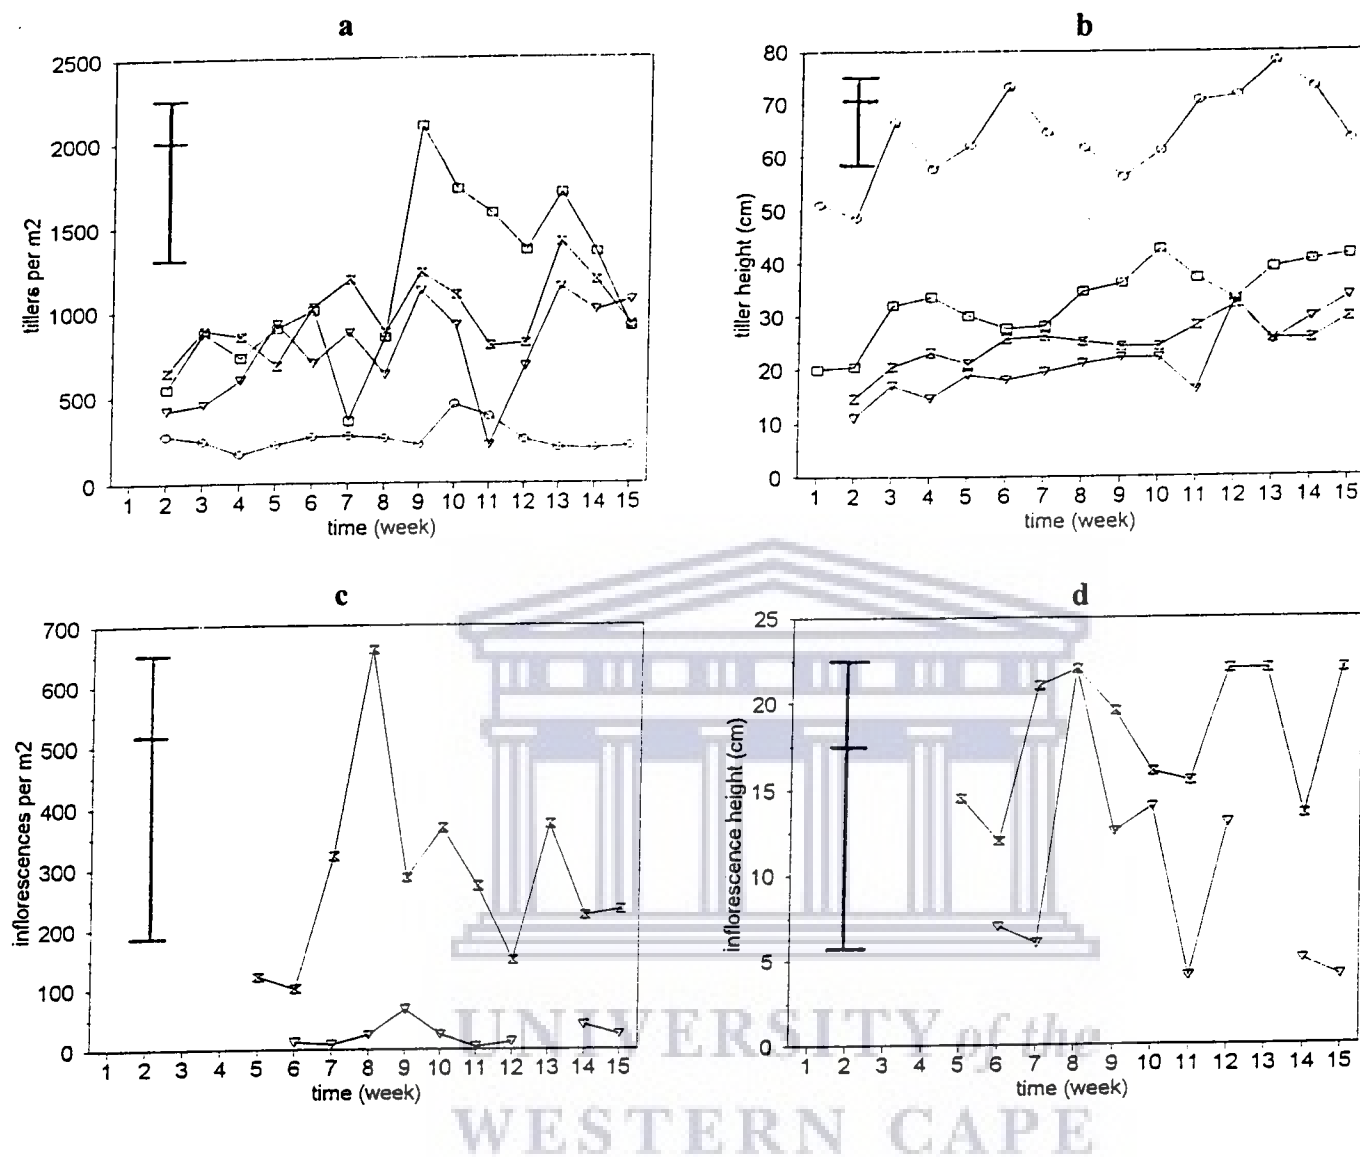 a
2500
2000
1500
1000
500
0
tillers per m2
1 2 3 4 5 6 7 8 9 10 11 12 13 14 15
time (week)
b
80
70
60
50
40
30
20
10
0
tiller height (cm)
1 2 3 4 5 6 7 8 9 10 11 12 13 14 15
time (week)
c
700
600
500
400
300
200
100
0
inflorescences per m2
1 2 3 4 5 6 7 8 9 10 11 12 13 14 15
time (week)
d
25
20
15
10
5
0
inflorescence height (cm)
1 2 3 4 5 6 7 8 9 10 11 12 13 14 15
time (week)
UNIVERSITY of the
WESTERN CAPE